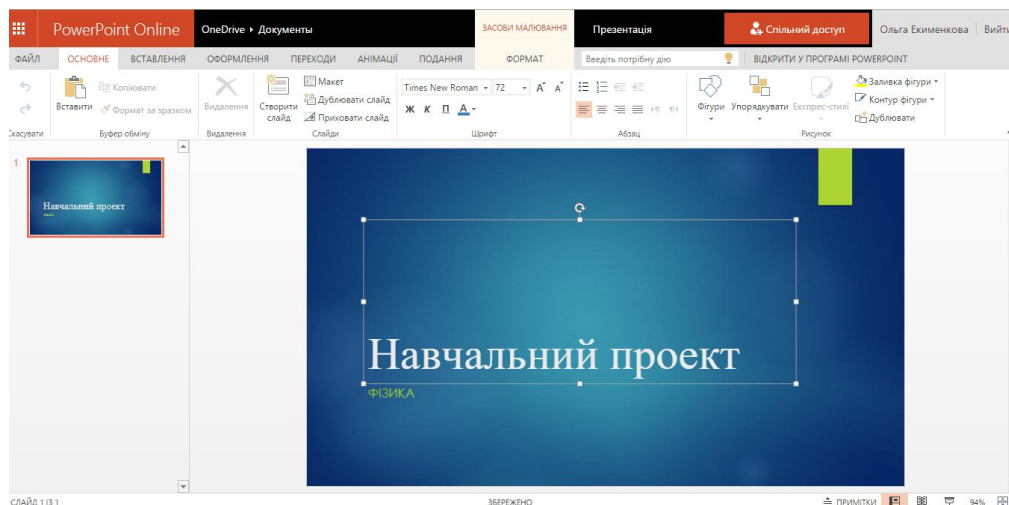 PowerPoint Online OneDrive ▸ Документы ЗАСОБИ МАЛЮВАННЯ Презентація Спільний доступ Ольга Екименкова Вийти
ФАЙЛ ОСНОВНЕ ВСТАВЛЕННЯ ОФОРМЛЕННЯ ПЕРЕХОДИ АНІМАЦІЇ ПОДАННЯ ФОРМАТ Введіть потрібну дію ВІДКРИТИ У ПРОГРАМІ POWERPOINT
Вставити Копіювати Формат за зразком
Видалення
Створити слайд Макет
Дублювати слайд
Приховати слайд
Times New Roman 72 A A
Ж К П А
Фігури Упорядкувати Експрес-стилі
Заливка фігури
Контур фігури
Дублювати
Скасувати Буфер обміну Видалення Слайди Шрифт Абзац Рисунок
1
Навчальний проект
Навчальний проект
ФІЗИКА
СЛАЙД 1 ІЗ 1 ЗБЕРЕЖЕНО ПРИМІТКИ 94%